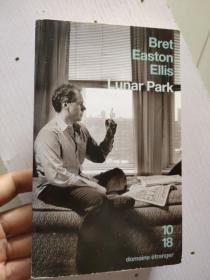 Bret
Easton
Ellis
Lunar Park
10
18
domaine étranger